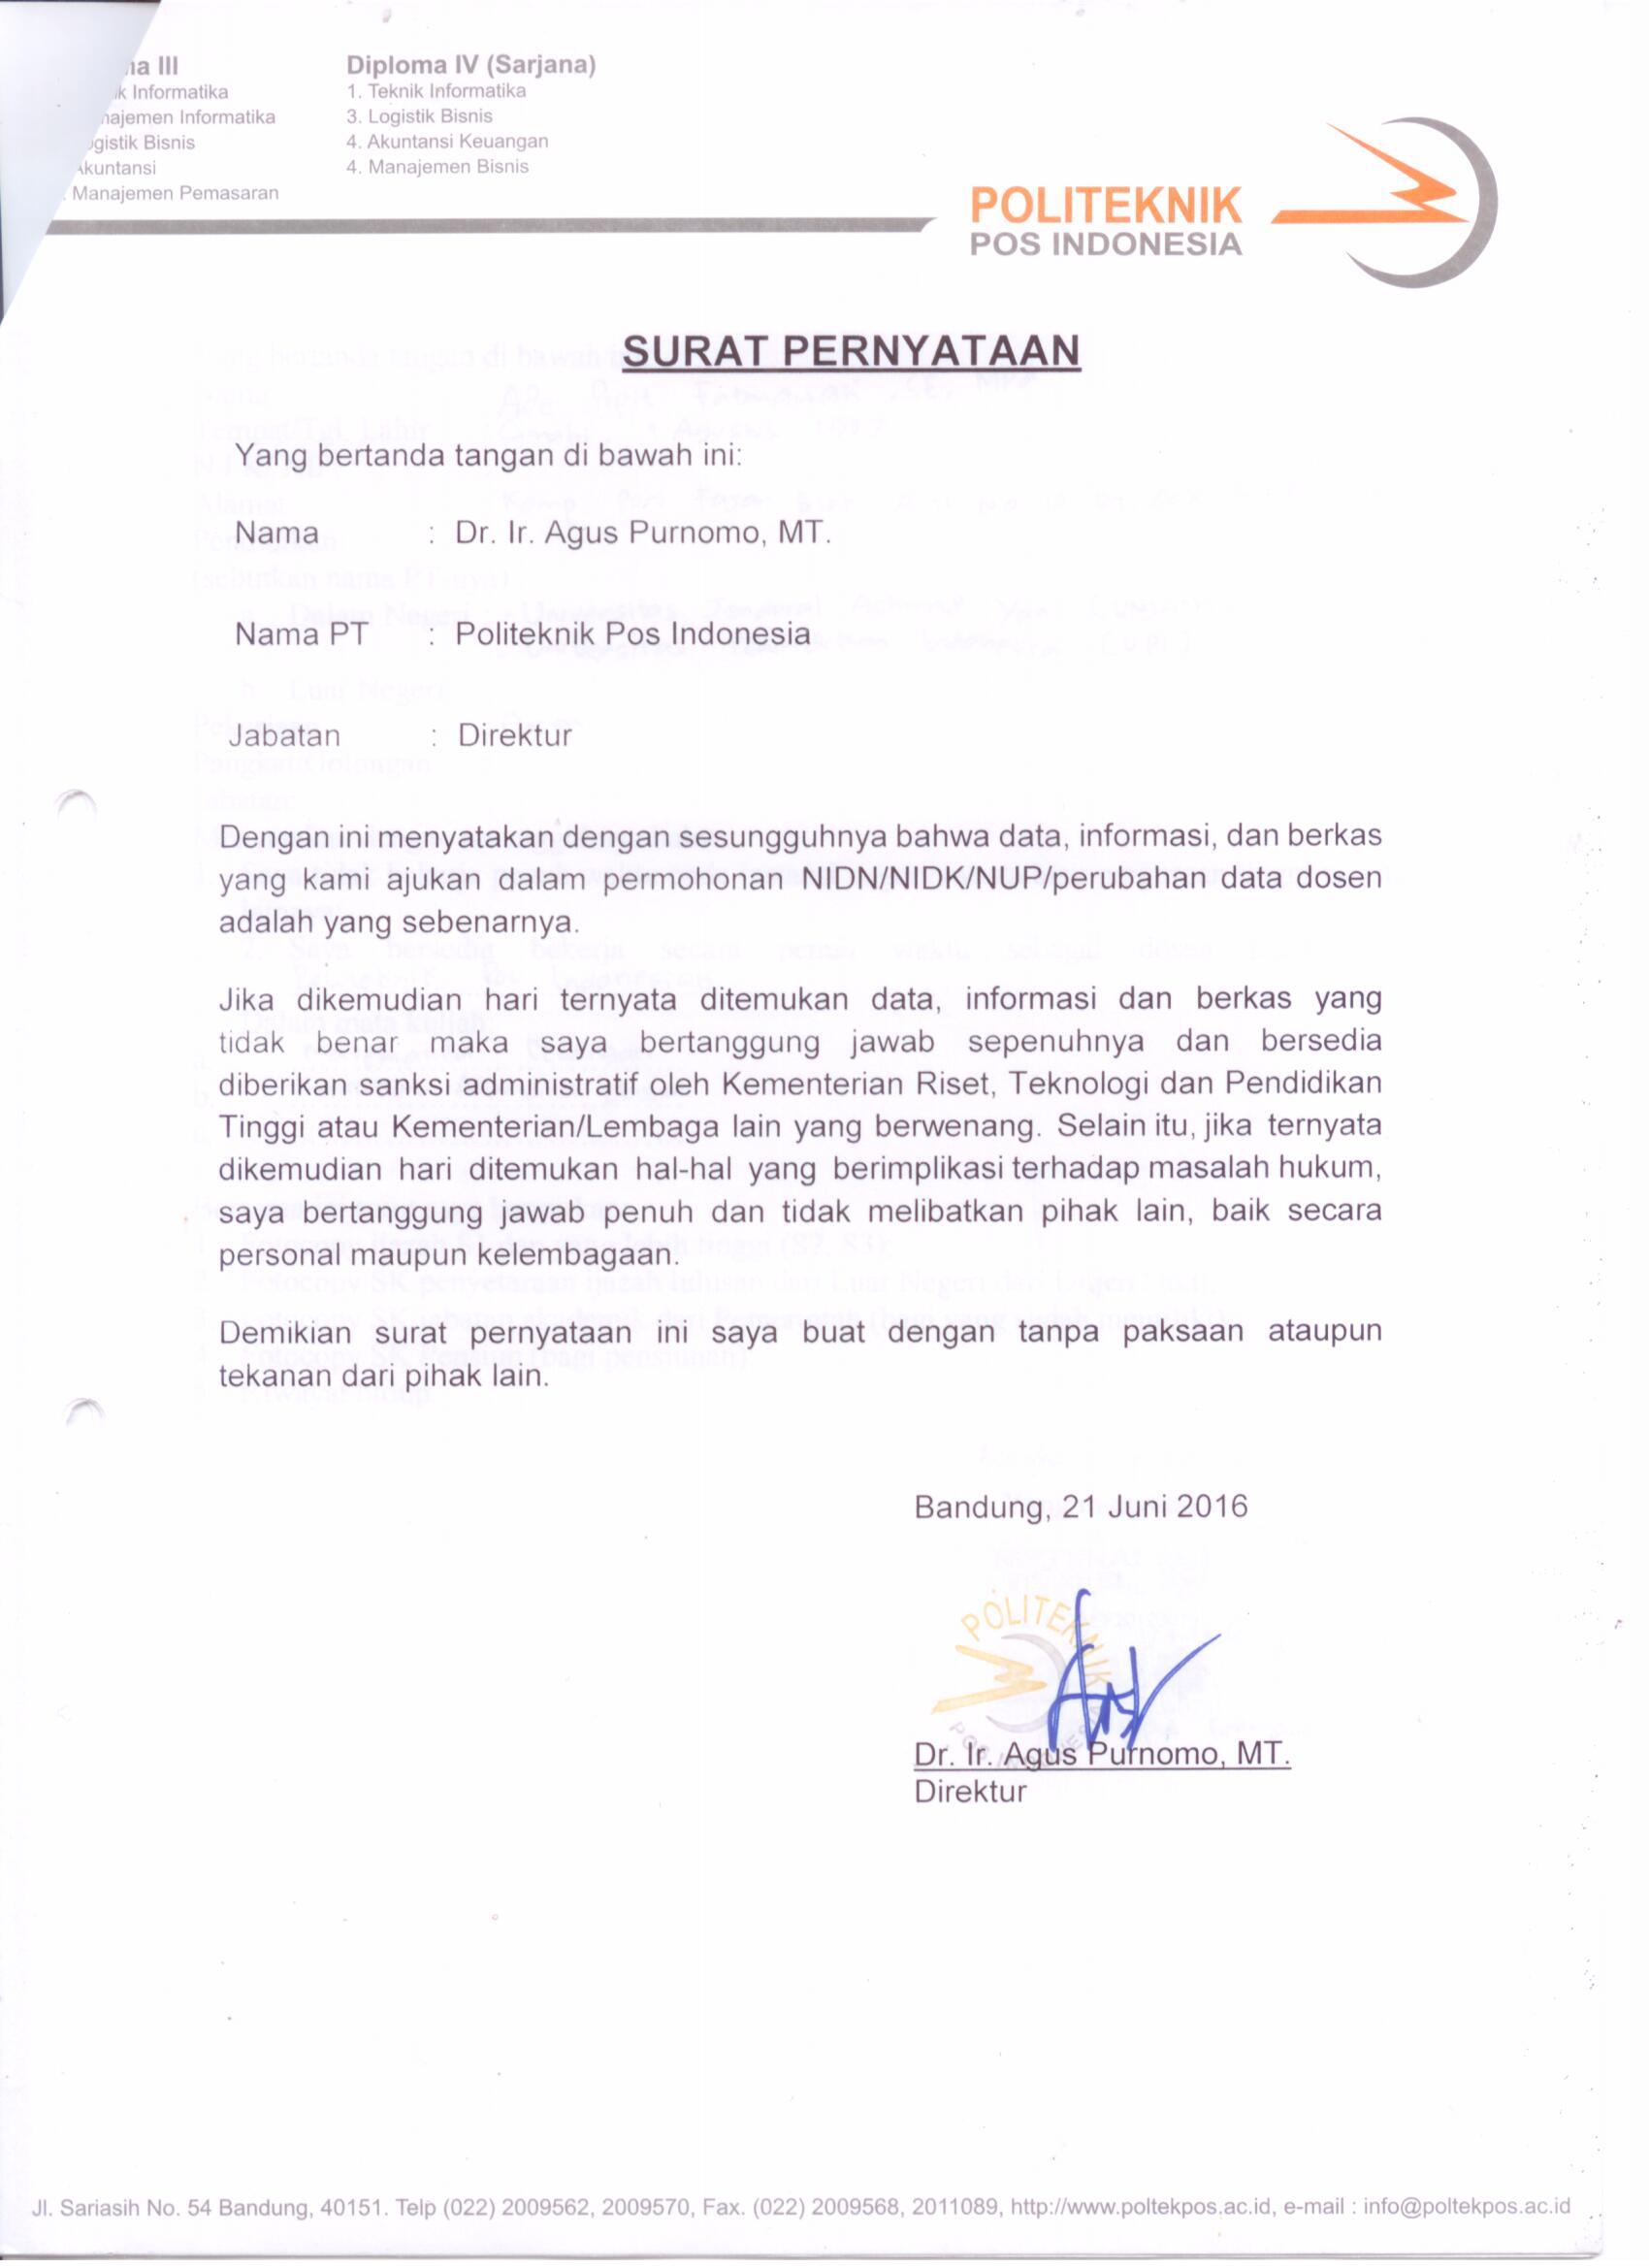 III
Informatika
Manajemen Informatika
Logistik Bisnis
Akuntansi
Manajemen Pemasaran
Diploma IV (Sarjana)
1. Teknik Informatika
3. Logistik Bisnis
4. Akuntansi Keuangan
4. Manajemen Bisnis
POLITEKNIK
POS INDONESIA
SURAT PERNYATAAN
Yang bertanda tangan di bawah ini:
Nama : Dr. Ir. Agus Purnomo, MT.
Nama PT : Politeknik Pos Indonesia
Jabatan : Direktur
Dengan ini menyatakan dengan sesungguhnya bahwa data, informasi, dan berkas
yang kami ajukan dalam permohonan NIDN/NIDK/NUP/perubahan data dosen
adalah yang sebenarnya.
Jika dikemudian hari ternyata ditemukan data, informasi dan berkas yang
tidak benar maka saya bertanggung jawab sepenuhnya dan bersedia
diberikan sanksi administratif oleh Kementerian Riset, Teknologi dan Pendidikan
Tinggi atau Kementerian/Lembaga lain yang berwenang. Selain itu, jika ternyata
dikemudian hari ditemukan hal-hal yang berimplikasi terhadap masalah hukum,
saya bertanggung jawab penuh dan tidak melibatkan pihak lain, baik secara
personal maupun kelembagaan.
Demikian surat pernyataan ini saya buat dengan tanpa paksaan ataupun
tekanan dari pihak lain.
Bandung, 21 Juni 2016
POLITEKNIK
POS INDONESIA
Dr. Ir. Agus Purnomo, MT.
Direktur
Jl. Sariasih No. 54 Bandung, 40151. Telp (022) 2009562, 2009570, Fax. (022) 2009568, 2011089, http://www.poltekpos.ac.id, e-mail : info@poltekpos.ac.id